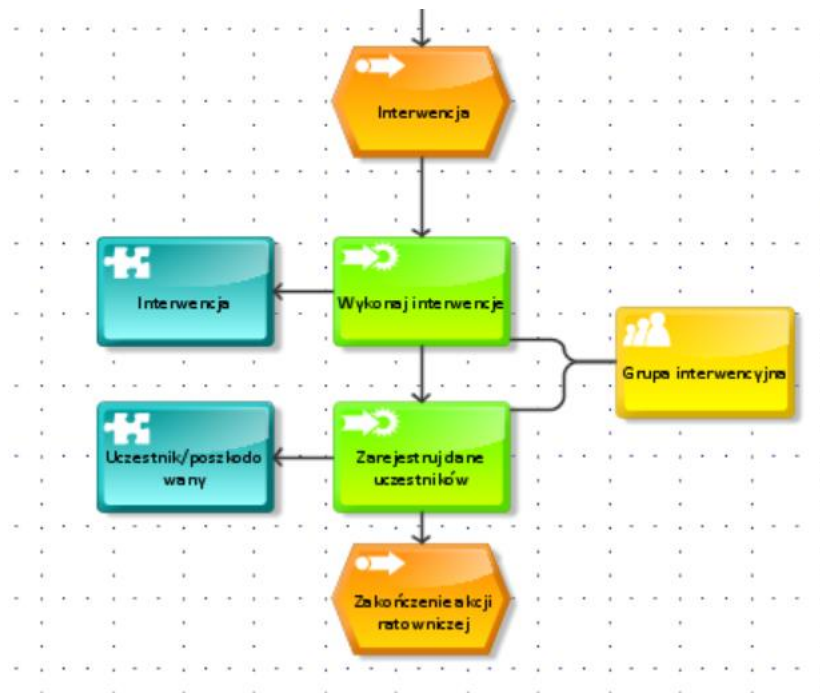 Interwencja
Interwencja
Wykonaj interwencje
Grupa interwencyjna
Uczestnik/poszkodo
wany
Zarejestruj dane
uczestników
Zakończenie akcji
ratowniczej